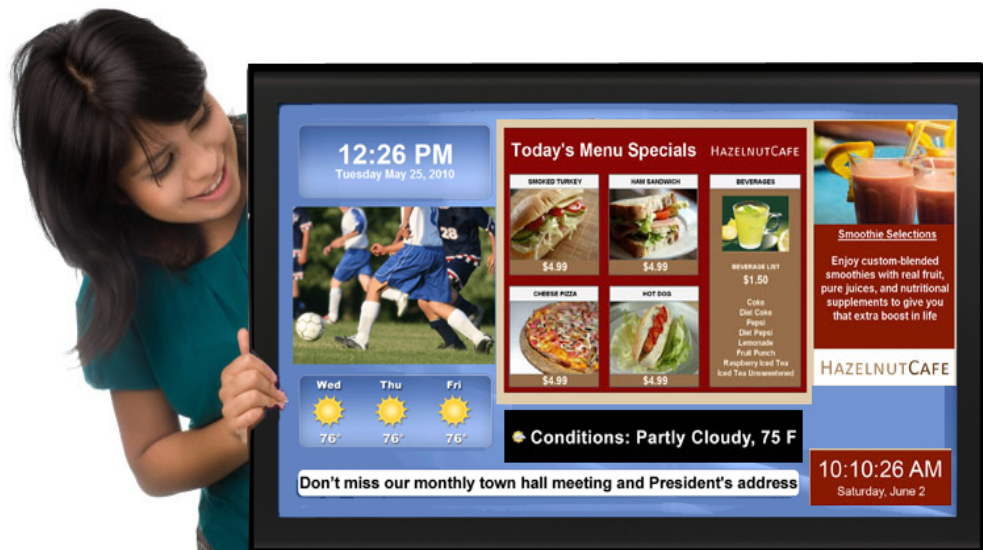 12:26 PM
Tuesday May 25, 2010
28
Wed Thu Fri
76° 76° 76°
Today's Menu Specials
HAZELNUTCAFE
SMOKED TURKEY
$4.99
HAM SANDWICH
$4.99
CHEESE PIZZA
$4.99
HOT DOG
$4.99
BEVERAGES
BEVERAGE LIST
$1.50
Coke
Diet Coke
Pepsi
Diet Pepsi
Lemonade
Fruit Punch
Raspberry Iced Tea
Iced Tea Unsweetened
Smoothie Selections
Enjoy custom-blended
smoothies with real fruit,
pure juices, and nutritional
supplements to give you
that extra boost in life
HAZELNUTCAFE
Conditions: Partly Cloudy, 75 F
Don't miss our monthly town hall meeting and President's address
10:10:26 AM
Saturday, June 2